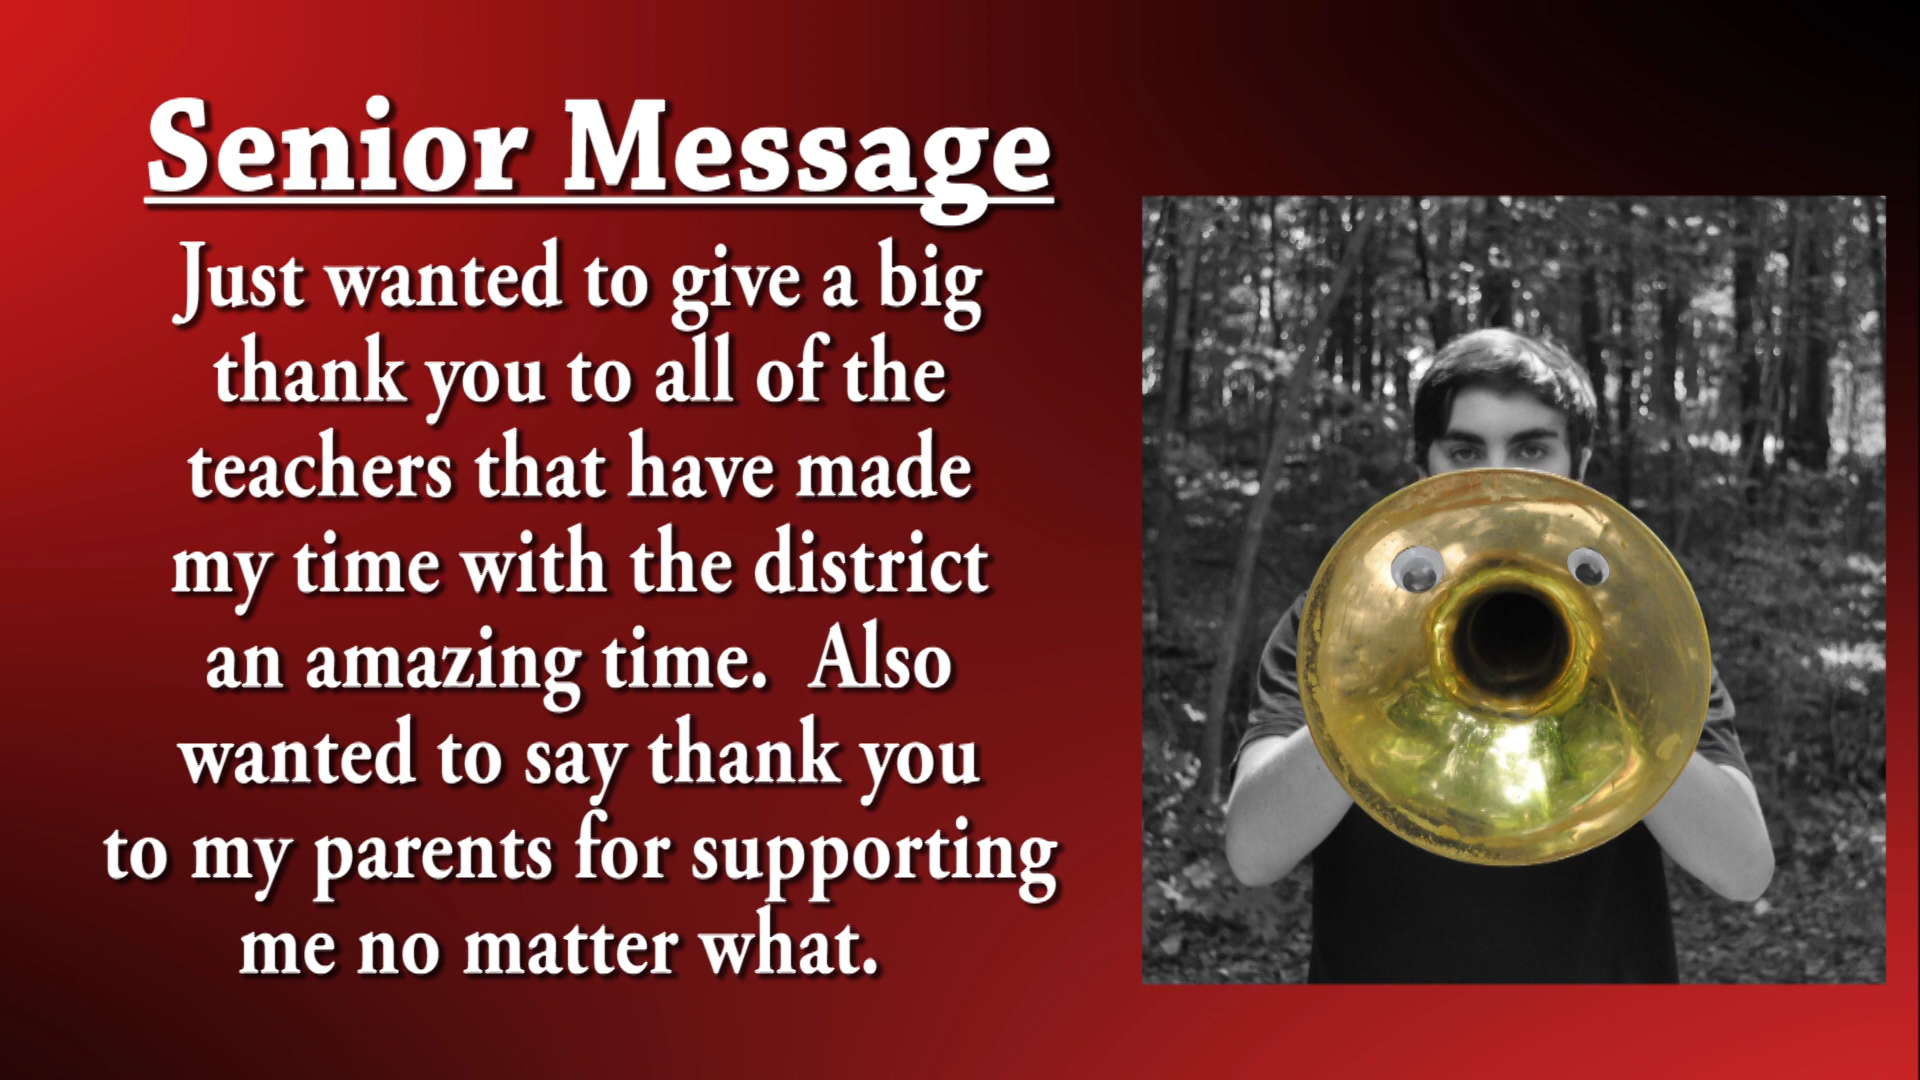 Senior Message
Just wanted to give a big
thank you to all of the
teachers that have made
my time with the district
an amazing time.  Also
wanted to say thank you
to my parents for supporting
me no matter what.